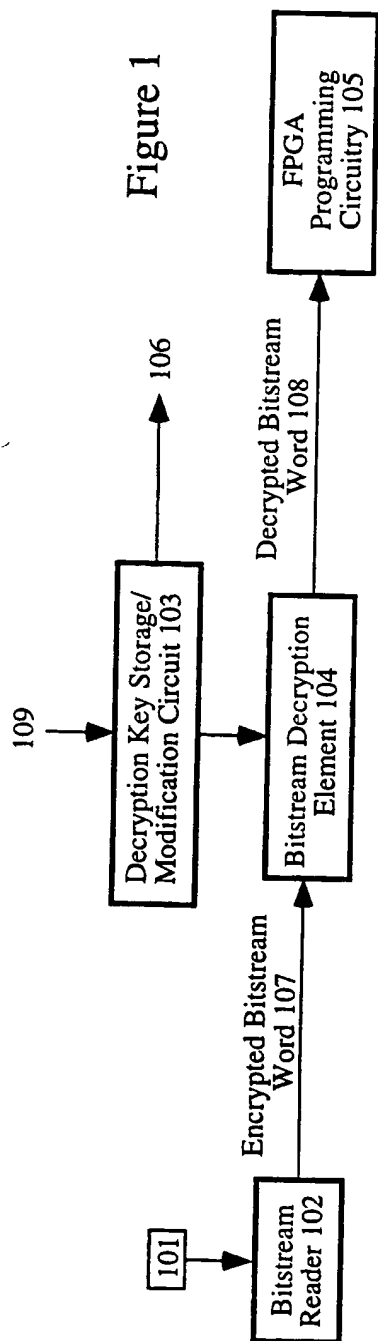 Figure 1
109
106
Decryption Key Storage/
Modification Circuit 103
101
Bitstream
Reader 102
Encrypted Bitstream
Word 107
Bitstream Decryption
Element 104
Decrypted Bitstream
Word 108
FPGA
Programming
Circuitry 105